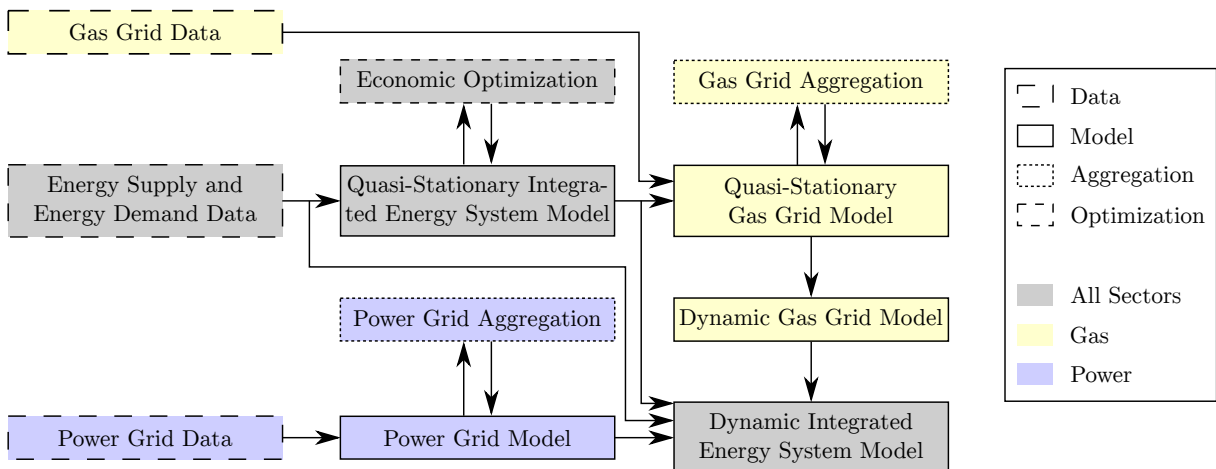 Gas Grid Data
Economic Optimization
Gas Grid Aggregation
Energy Supply and
Energy Demand Data
Quasi-Stationary Integra-
ted Energy System Model
Quasi-Stationary
Gas Grid Model
Power Grid Aggregation
Dynamic Gas Grid Model
Power Grid Data
Power Grid Model
Dynamic Integrated
Energy System Model
Data
Model
Aggregation
Optimization
All Sectors
Gas
Power